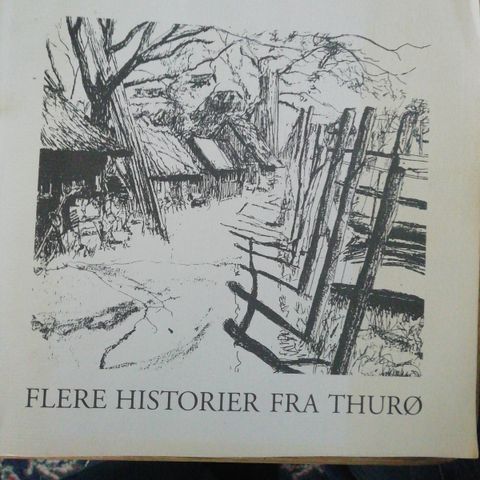 FLERE HISTORIER FRA THURØ